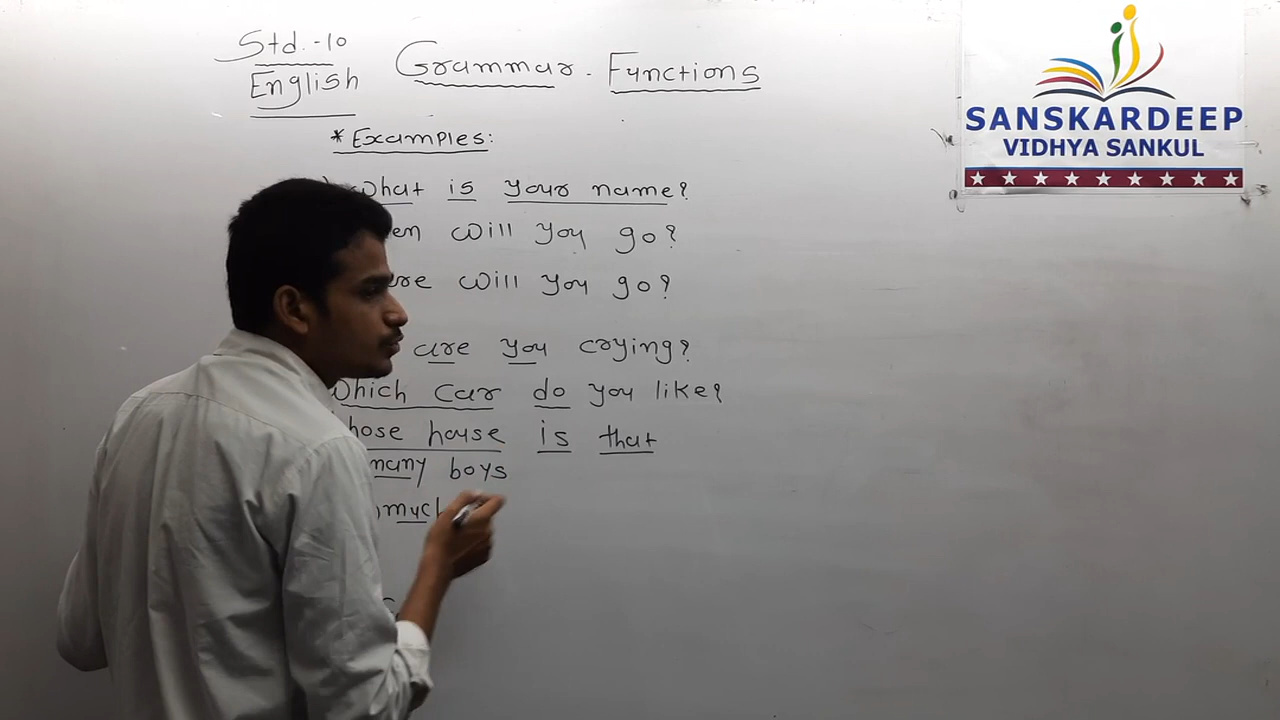 Std.-10
English
Grammar. Functions
* Examples:
What is your name?
will you go?
will you go?
are you crying?
Which Car do you like?
house is that
many boys
much
SANSKARDEEP
VIDHYA SANKUL